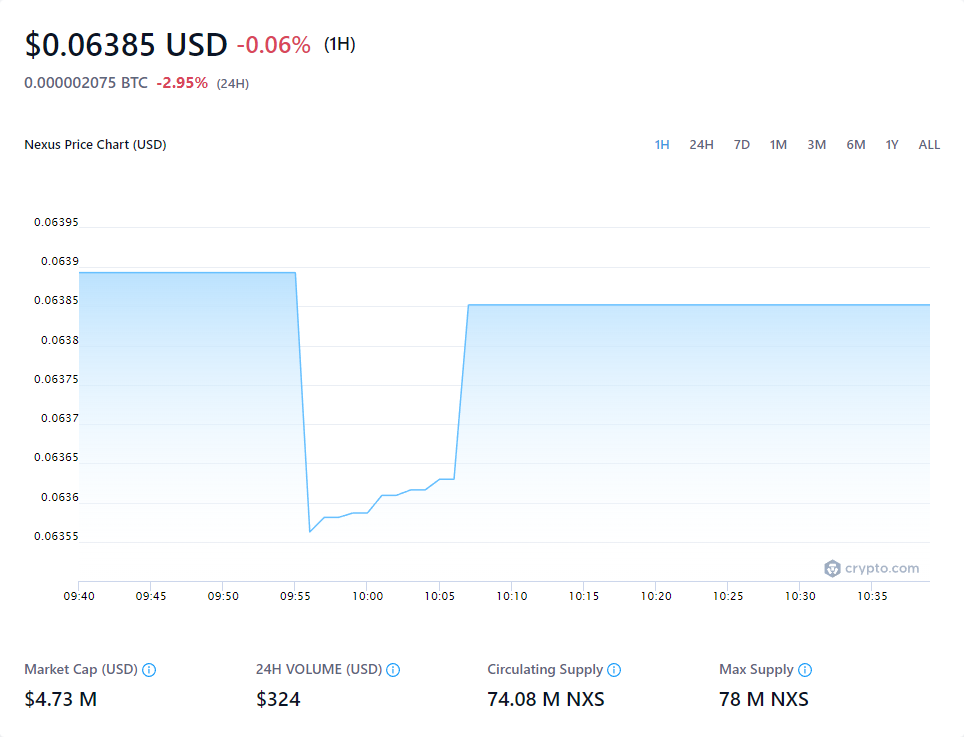 $0.06385 USD -0.06% (1H)
0.000002075 BTC -2.95% (24H)
Nexus Price Chart (USD) 1H 24H 7D 1M 3M 6M 1Y ALL
0.06395
0.0639
0.06385
0.0638
0.06375
0.0637
0.06365
0.0636
0.06355
crypto.com
09:40 09:45 09:50 09:55 10:00 10:05 10:10 10:15 10:20 10:25 10:30 10:35
Market Cap (USD) 24H VOLUME (USD) Circulating Supply Max Supply
$4.73 M $324 74.08 M NXS 78 M NXS